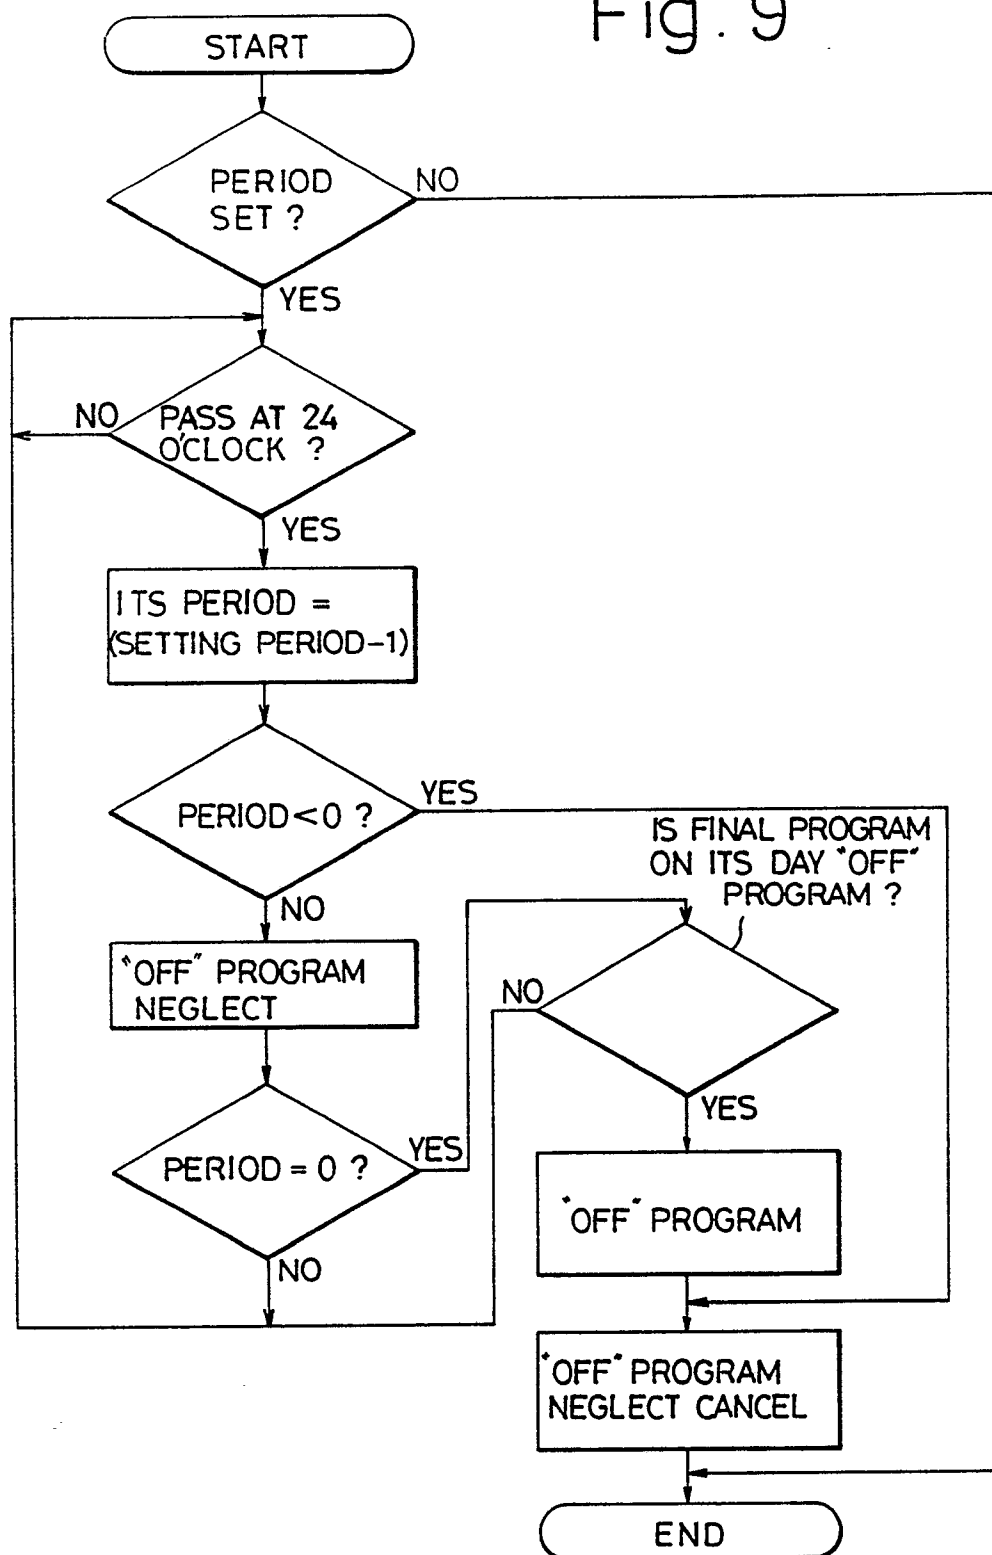 Fig. 9
START
PERIOD
SET ?
NO
YES
NO
PASS AT 24
O'CLOCK ?
YES
ITS PERIOD =
(SETTING PERIOD-1)
PERIOD<0 ?
YES
IS FINAL PROGRAM
ON ITS DAY "OFF"
PROGRAM ?
NO
"OFF" PROGRAM
NEGLECT
NO
YES
PERIOD = 0 ?
YES
NO
"OFF" PROGRAM
"OFF" PROGRAM
NEGLECT CANCEL
END